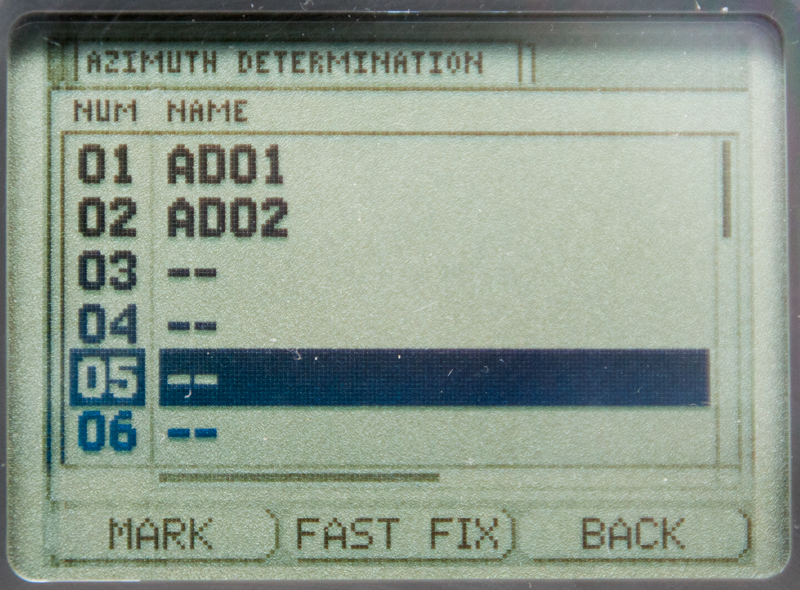 AZIMUTH DETERMINATION
NUM NAME
01 AD01
02 AD02
03 --
04 --
05 --
06 --
MARK FAST FIX BACK